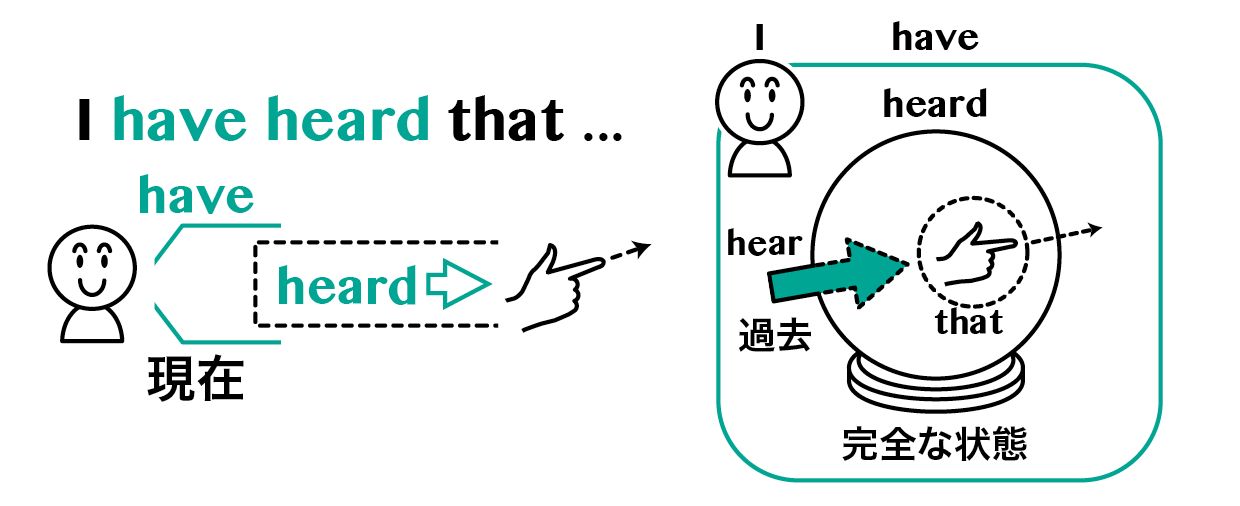 I have heard that ...
have
heard
現在
I have
heard
hear
過去
that
完全な状態